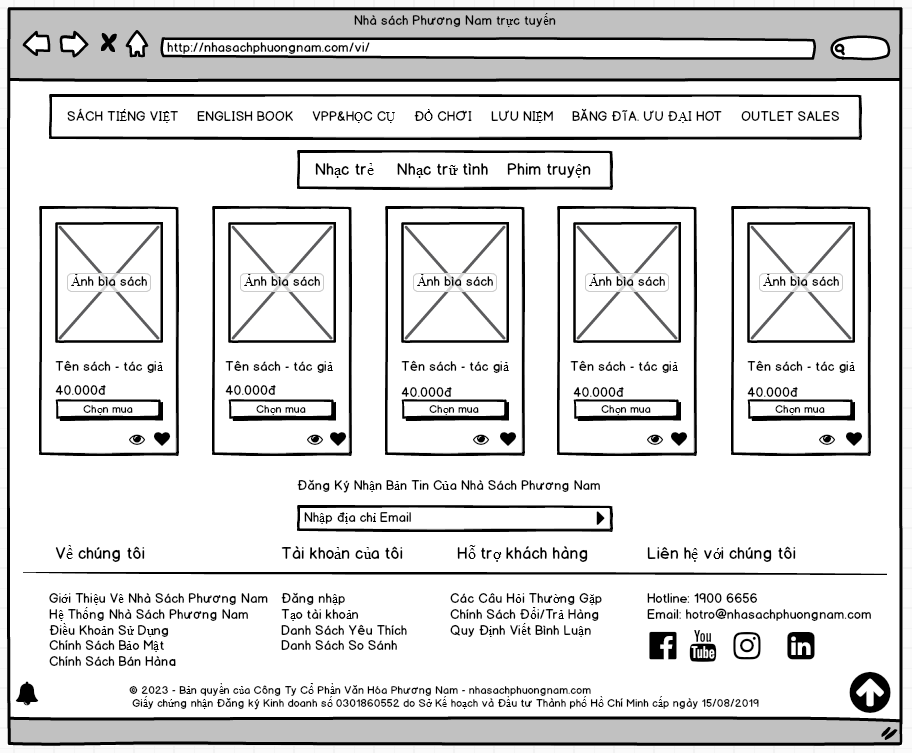 Nhà sách Phương Nam trực tuyến
http://nhasachphuongnam.com/vi/
SÁCH TIẾNG VIỆT ENGLISH BOOK VPP&HỌC CỤ ĐỒ CHƠI LƯU NIỆM BĂNG ĐĨA. ƯU ĐẠI HOT OUTLET SALES
Nhạc trẻ Nhạc trữ tình Phim truyện
Ảnh bìa sách Ảnh bìa sách Ảnh bìa sách Ảnh bìa sách Ảnh bìa sách
Tên sách - tác giả Tên sách - tác giả Tên sách - tác giả Tên sách - tác giả Tên sách - tác giả
40.000đ 40.000đ 40.000đ 40.000đ 40.000đ
Chọn mua Chọn mua Chọn mua Chọn mua Chọn mua
Đăng Ký Nhận Bản Tin Của Nhà Sách Phương Nam
Nhập địa chỉ Email
Về chúng tôi Tài khoản của tôi Hỗ trợ khách hàng Liên hệ với chúng tôi
Giới Thiệu Về Nhà Sách Phương Nam Đăng nhập Các Câu Hỏi Thường Gặp Hotline: 1900 6656
Hệ Thống Nhà Sách Phương Nam Tạo tài khoản Chính Sách Đổi/Trả Hàng Email: hotro@nhasachphuongnam.com
Điều Khoản Sử Dụng Danh Sách Yêu Thích Quy Định Viết Bình Luận
Chính Sách Bảo Mật Danh Sách So Sánh
Chính Sách Bán Hàng
You
Tube
in
© 2023 - Bản quyền của Công Ty Cổ Phần Văn Hóa Phương Nam - nhasachphuongnam.com
Giấy chứng nhận Đăng ký Kinh doanh số 0301860552 do Sở Kế hoạch và Đầu tư Thành phố Hồ Chí Minh cấp ngày 15/08/2019